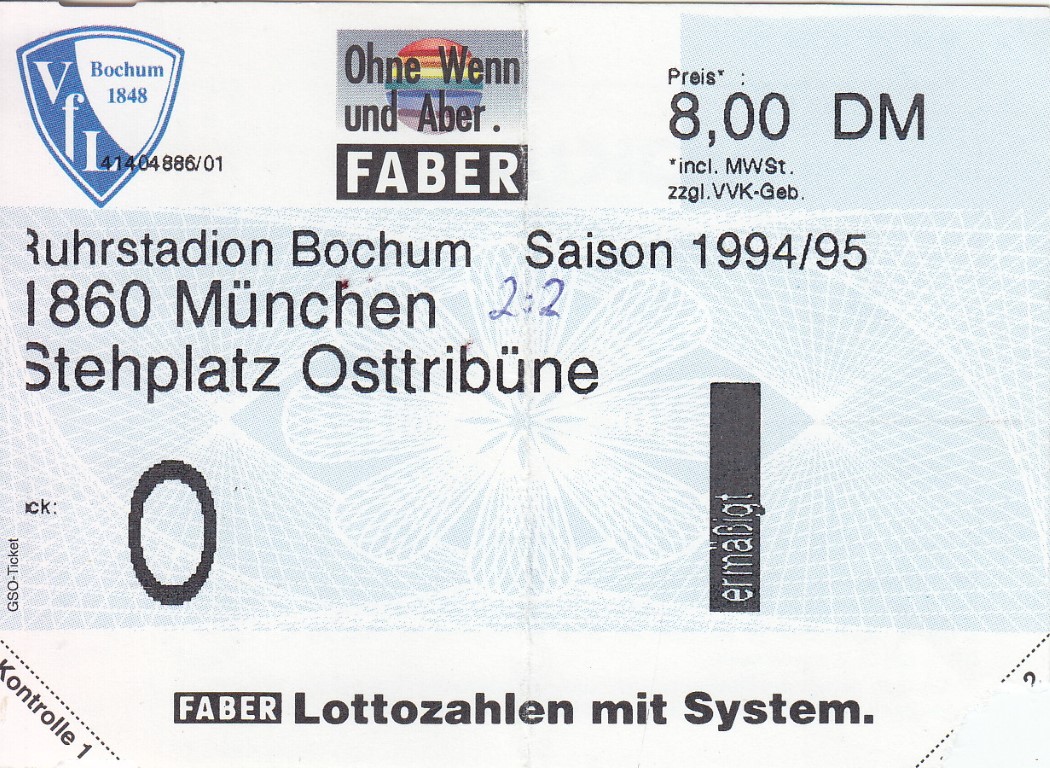 VfL Bochum
1848
41404886/01
Ohne Wenn
und Aber.
FABER
Preis* :
8,00 DM
*incl. MWSt.
zzgl.VVK-Geb.
Ruhrstadion Bochum Saison 1994/95
1860 München 2:2
Stehplatz Osttribüne
ck:
O
ermäßigt
GSO-Ticket
Kontrolle 1
2
FABER Lottozahlen mit System.